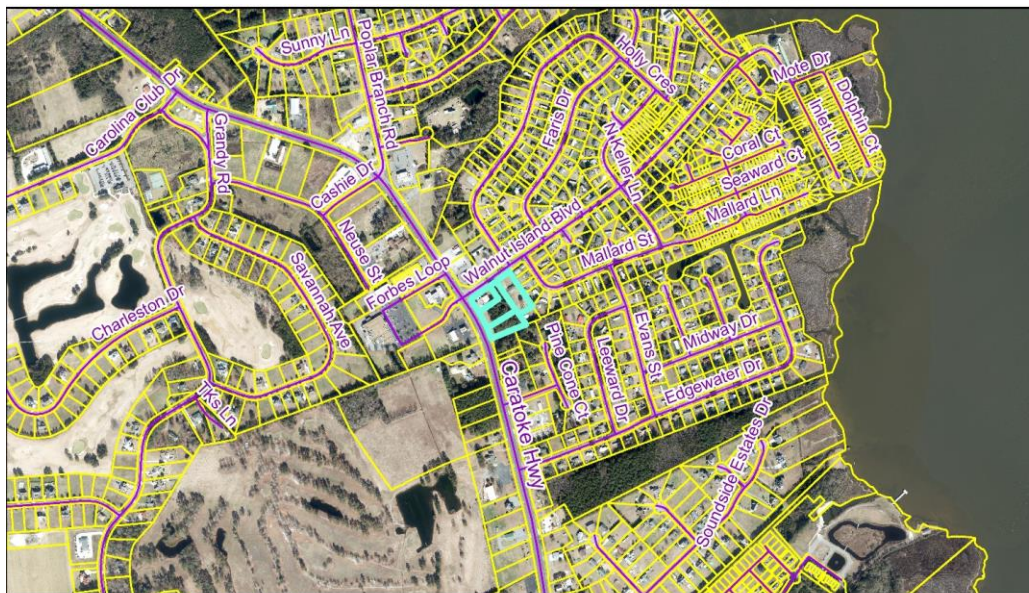 Sunny Ln
Poplar Branch Rd
Holly Cres
Mote Dr
Dolphin Ct
Inlet Ln
Carolina Club Dr
Grandy Rd
Faris Dr
N Keller Ln
Coral Ct
Seaward Ct
Mallard Ln
Cashie Dr
Neuse St
Walnut Island Blvd
Forbes Loop
Mallard St
Savannah Ave
Charleston Dr
Pine Cone Ct
Leeward Dr
Evans St
Midway Dr
Edgewater Dr
Caratoke Hwy
TKs Ln
Soundside Estates Dr